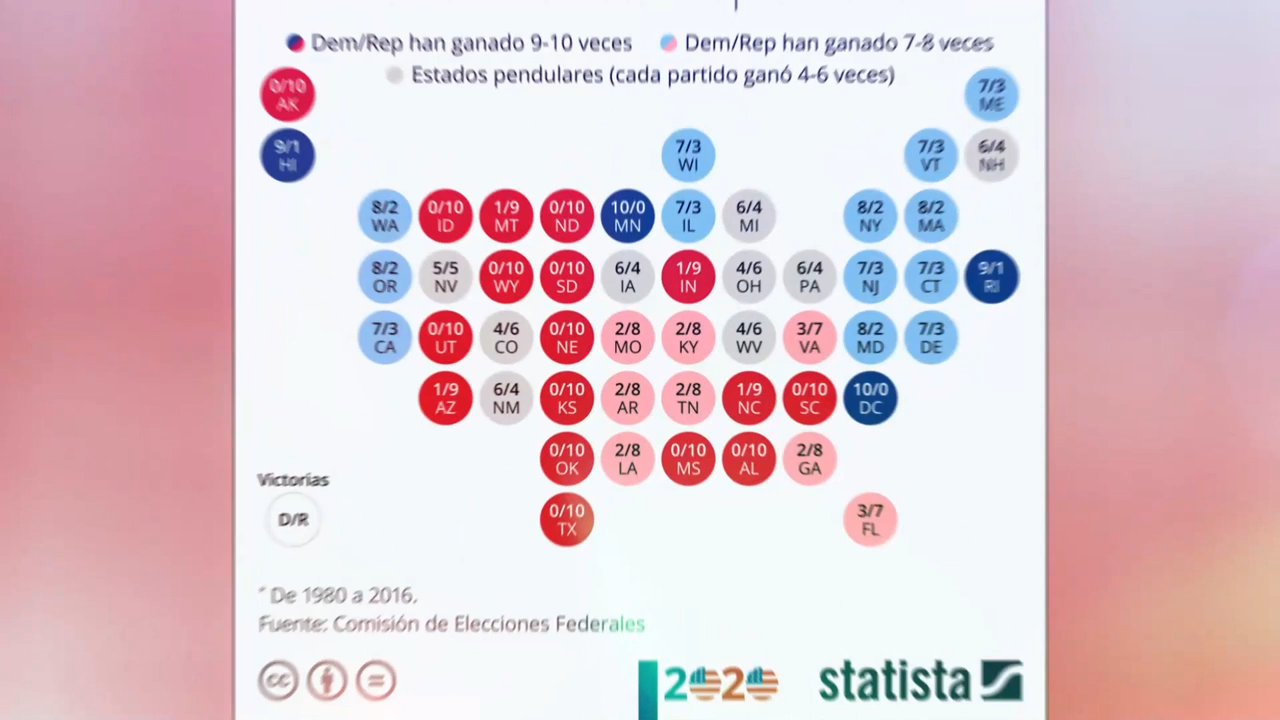 Dem/Rep han ganado 9-10 veces Dem/Rep han ganado 7-8 veces
Estados pendulares (cada partido ganó 4-6 veces)
0/10
AK
7/3
ME
9/1
HI
7/3
WI
7/3
VT
6/4
NH
8/2
WA
0/10
ID
1/9
MT
0/10
ND
10/0
MN
7/3
IL
6/4
MI
8/2
NY
8/2
MA
8/2
OR
5/5
NV
0/10
WY
0/10
SD
6/4
IA
1/9
IN
4/6
OH
6/4
PA
7/3
NJ
7/3
CT
9/1
RI
7/3
CA
0/10
UT
4/6
CO
0/10
NE
2/8
MO
2/8
KY
4/6
WV
3/7
VA
8/2
MD
7/3
DE
1/9
AZ
6/4
NM
0/10
KS
2/8
AR
2/8
TN
1/9
NC
0/10
SC
10/0
DC
0/10
OK
2/8
LA
0/10
MS
0/10
AL
2/8
GA
Victorias
D/R
0/10
TX
3/7
FL
* De 1980 a 2016.
Fuente: Comisión de Elecciones Federales
cc
2020
statista